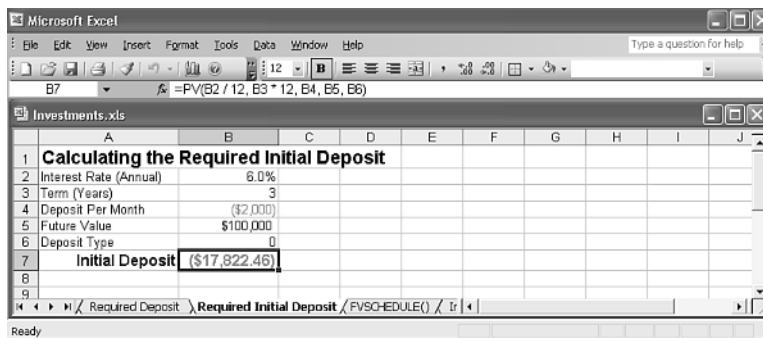 Microsoft Excel
File Edit View Insert Format Tools Data Window Help Type a question for help
12 B
B7 fx =PV(B2 / 12, B3 * 12, B4, B5, B6)
Investments.xls
A B C D E F G H I J
1 Calculating the Required Initial Deposit
2 Interest Rate (Annual) 6.0%
3 Term (Years) 3
4 Deposit Per Month ($2,000)
5 Future Value $100,000
6 Deposit Type 0
7 Initial Deposit ($17,822.46)
8
9
Required Deposit Required Initial Deposit FVSCHEDULE()
Ready